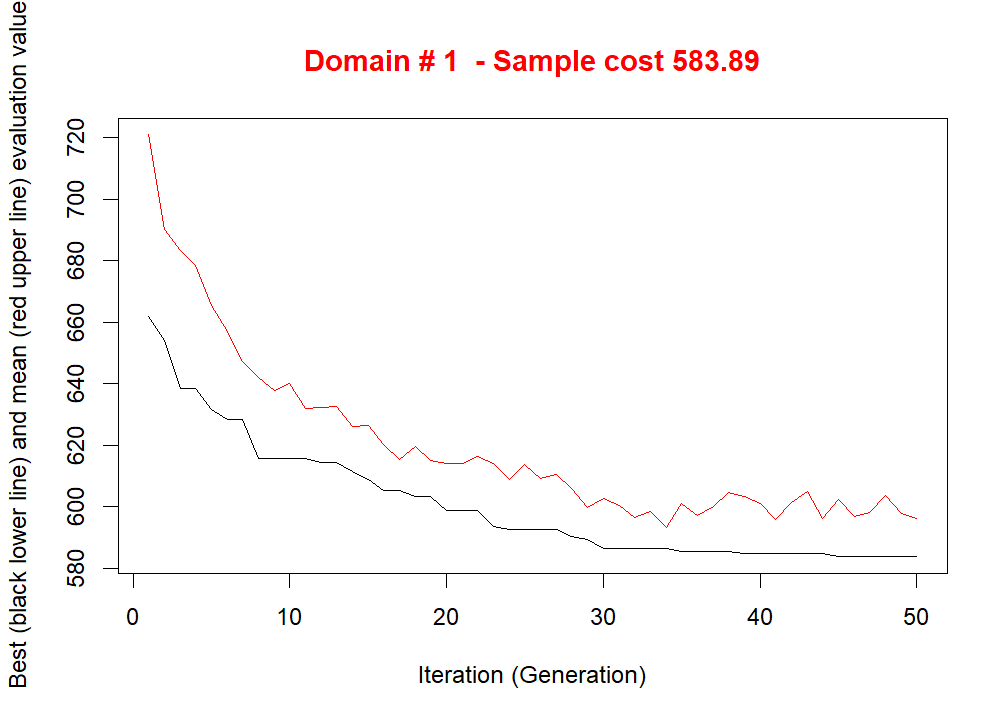 Domain # 1  - Sample cost 583.89
Best (black lower line) and mean (red upper line) evaluation value
720
700
680
660
640
620
600
580
0 10 20 30 40 50
Iteration (Generation)